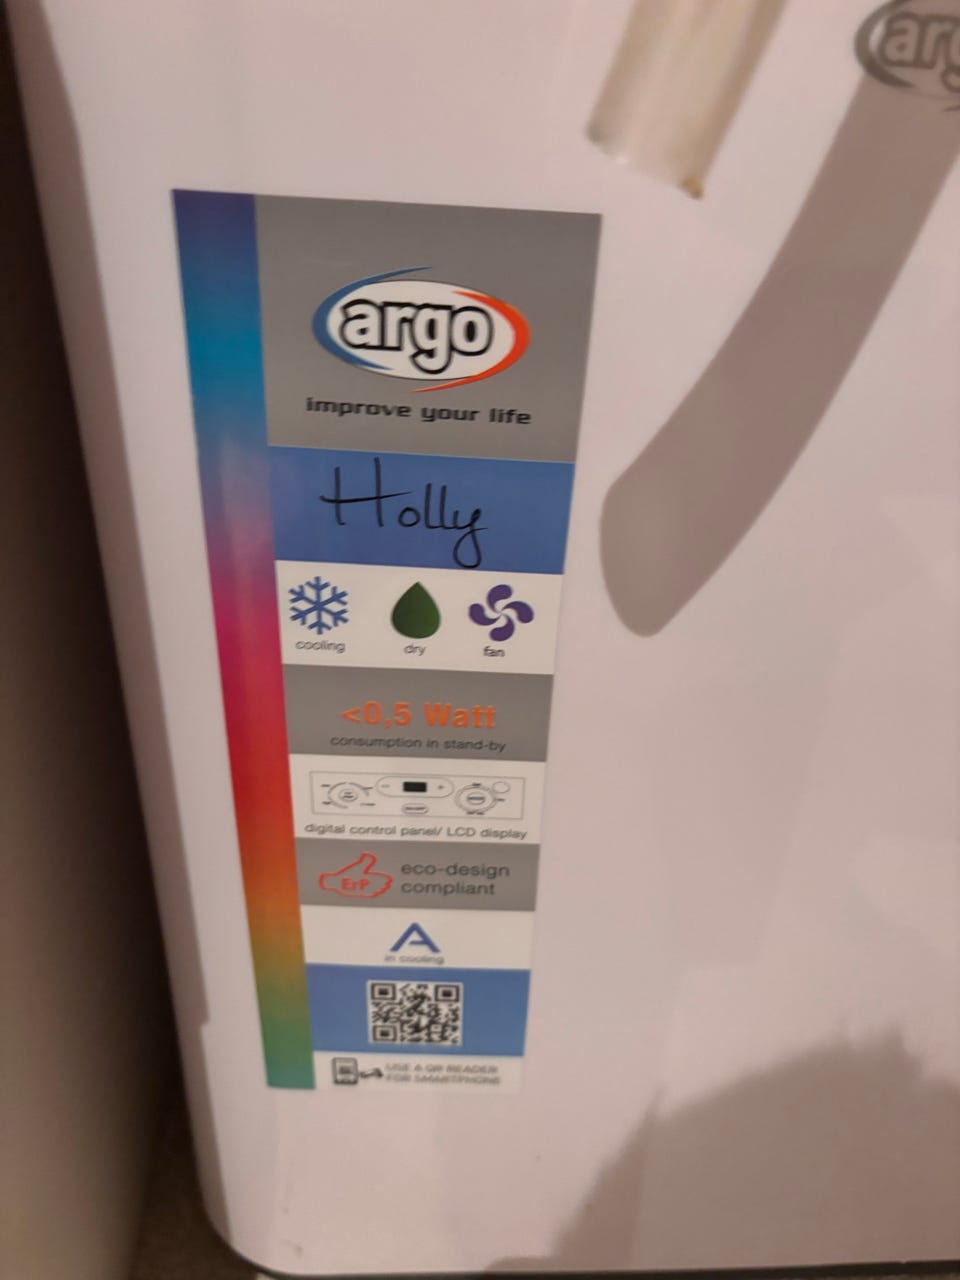 argo
argo
improve your life
Holly
cooling
dry
fan
<0,5 Watt
consumption in stand-by
digital control panel/ LCD display
ErP
eco-design
compliant
A
in cooling
USE A QR READER
FOR SMARTPHONE